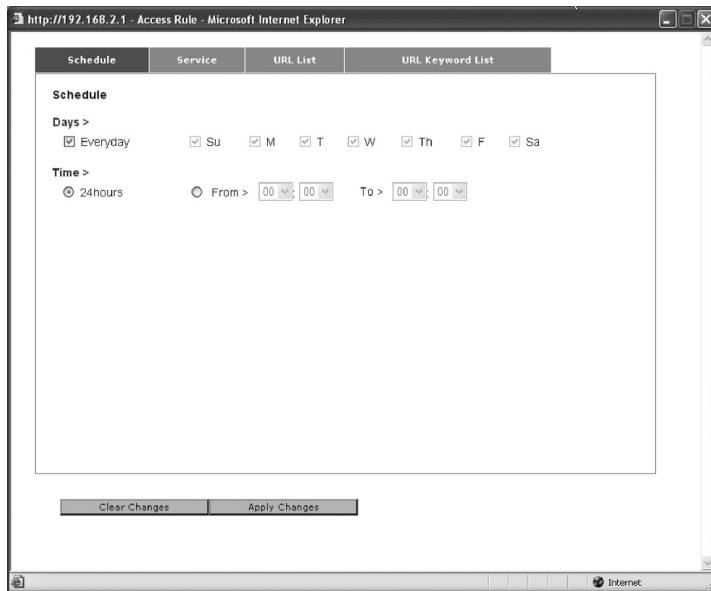 http://192.168.2.1 - Access Rule - Microsoft Internet Explorer
Schedule Service URL List URL Keyword List
Schedule
Days >
Everyday Su M T W Th F Sa
Time >
24hours From > 00 : 00 To > 00 : 00
Clear Changes Apply Changes
Internet